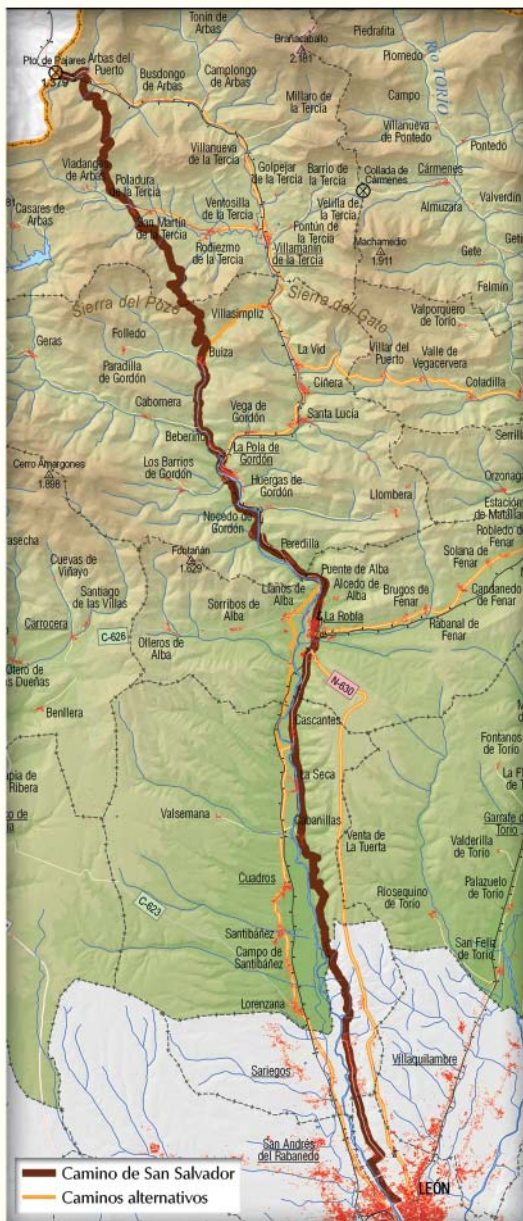 Tonín de
Arbas
Brañacaballo
2.181
Piedrafita
Pto. de Pajares
1.379
Arbas del
Puerto
Piornedo
Río TORÍO
Busdongo
de Arbas
Camplongo
de Arbas
Millaro de
la Tercia
Campo
Villanueva
de Pontedo
Villanueva
de la Tercia
Pontedo
Golpejar
de la Tercia
Barrio de
la Tercia
Collada de
Cármenes
Cármenes
Viadangos
de Arbas
Poladura
de la Tercia
Casares de
Arbas
Ventosilla
de la Tercia
Velilla de
la Tercia
Almuzara
Valverdín
San Martín
de la Tercia
Rodiezmo
de la Tercia
Fontún de
la Tercia
Villamanín
de la Tercia
Machamedio
1.911
Gete
Geti
Felmín
Sierra del Pozo
Sierra del Gato
Villasimpliz
Valporquero
de Torío
Geras
Folledo
Buiza
La Vid
Villar del
Puerto
Valle de
Vegacervera
Paradilla
de Gordón
Ciñera
Coladilla
Cabornera
Vega de
Gordón
Santa Lucía
Beberino
La Pola de
Gordón
Serrilla
Cerro Amargones
1.898
Los Barrios
de Gordón
Huergas de
Gordón
Llombera
Orzonaga
Estación
de Matallana
Nocedo de
Gordón
Robledo de
Fenar
Solana de
Fenar
Peredilla
Fontañán
1.629
Cuevas de
Viñayo
Puente de Alba
Alcedo de
Alba
Brugos de
Fenar
Candanedo
de Fenar
Santiago
de las Villas
Llanos de
Alba
Sorribos de
Alba
La Robla
Rabanal de
Fenar
Carrocera
C-626
Olleros de
Alba
Otero de
las Dueñas
N-630
Benllera
Cascantes
Fontanos
de Torío
La Seca
Valsemana
Cabanillas
Garrafe de
Torío
Venta de
La Tuerta
Valderilla
de Torío
C-623
Cuadros
Riosequino
de Torío
Palazuelo
de Torío
Santibáñez
Campo de
Santibáñez
San Feliz
de Torío
Lorenzana
Sariegos
Villaquilambre
San Andrés
del Rabanedo
LEÓN
Camino de San Salvador
Caminos alternativos